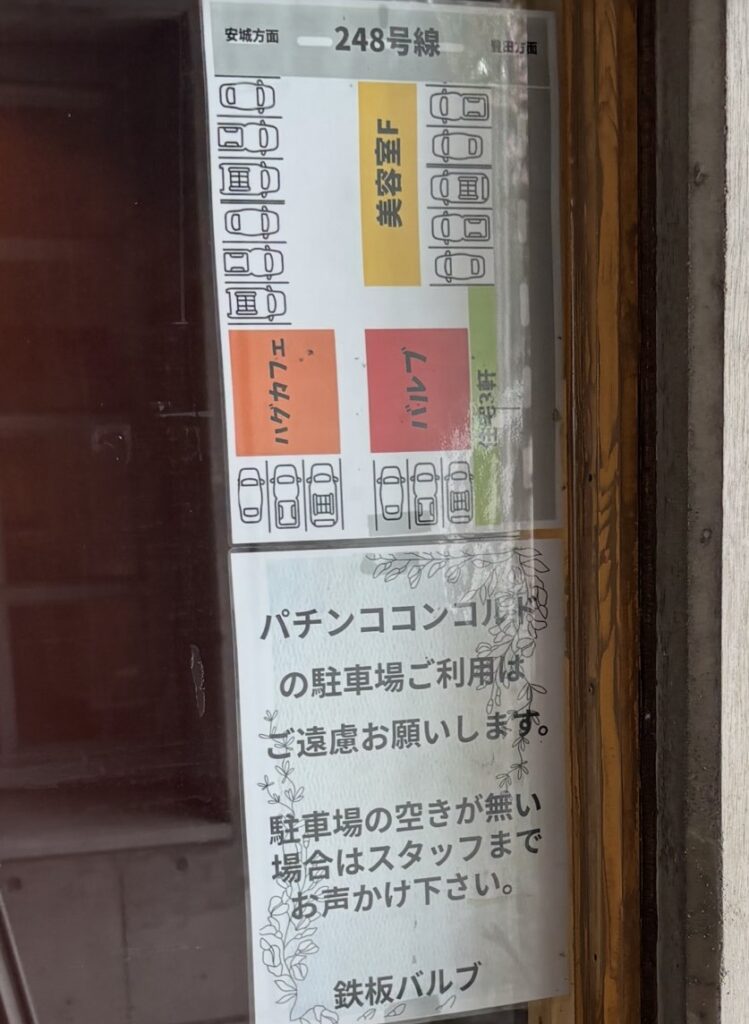 安城方面
248号線
豊田方面
美容室F
ハグカフェ
バルブ
住宅3軒
パチンココンコルド
の駐車場ご利用は
ご遠慮お願いします。
駐車場の空きが無い
場合はスタッフまで
お声かけ下さい。
鉄板バルブ